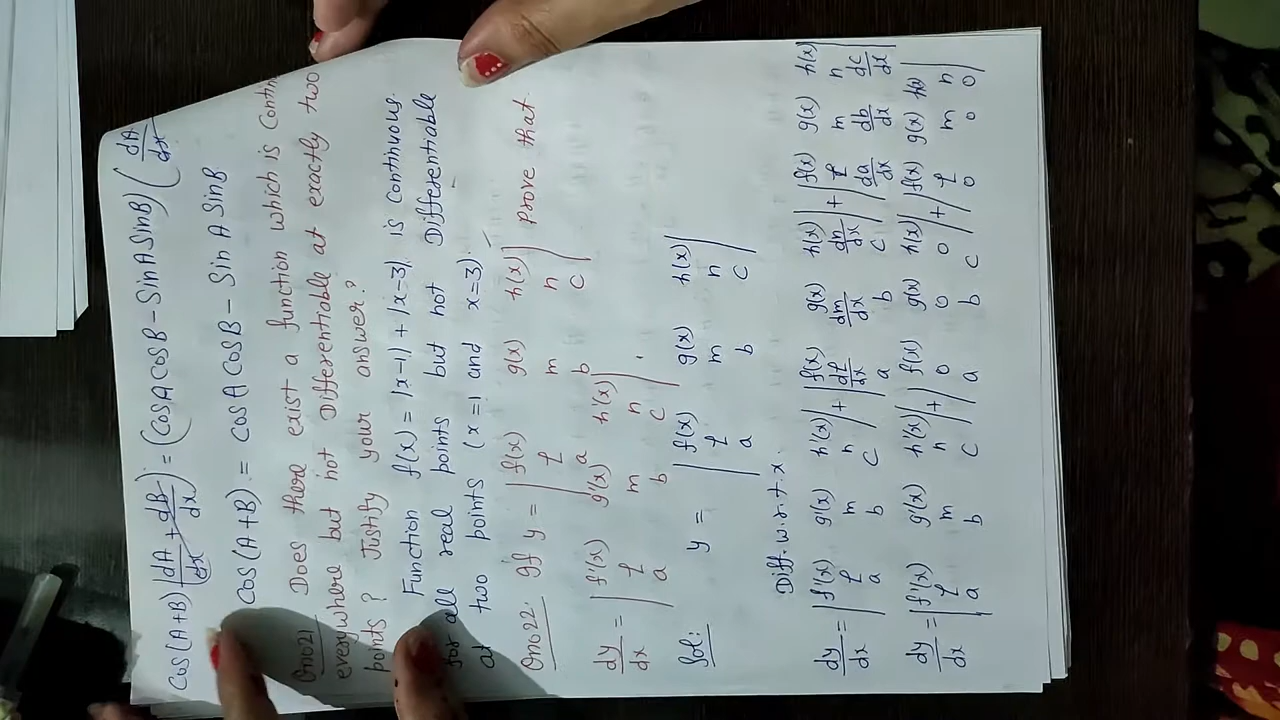 cos(A+B) (dA/dx + dB/dx) = (cosA cosB - SinA SinB) (dA/dx
cos(A+B) = cosA cosB - SinA SinB
Qno21 Does there exist a function which is Contin
everywhere but not Differentiable at exactly two
points? Justify your answer?
Function f(x) = |x-1| + |x-3| is continuous.
for all real points but not Differentiable
at two points (x=1 and x=3).
Qno22. If y = | f(x) g(x) h(x) | Prove that
l m n
a b c
dy/dx = | f'(x) g'(x) h'(x) |
l m n
a b c
Sol: y = | f(x) g(x) h(x) |
l m n
a b c
Diff. w.r.t x.
dy/dx = | f'(x) g'(x) h'(x) | + | f(x) g(x) h(x) | + | f(x) g(x) h(x) |
l m n dl/dx dm/dx dn/dx l m n
a b c a b c da/dx db/dx dc/dx
dy/dx = | f'(x) g'(x) h'(x) | + | f(x) g(x) h(x) | + | f(x) g(x) h(x) |
l m n 0 0 0 l m n
a b c a b c 0 0 0